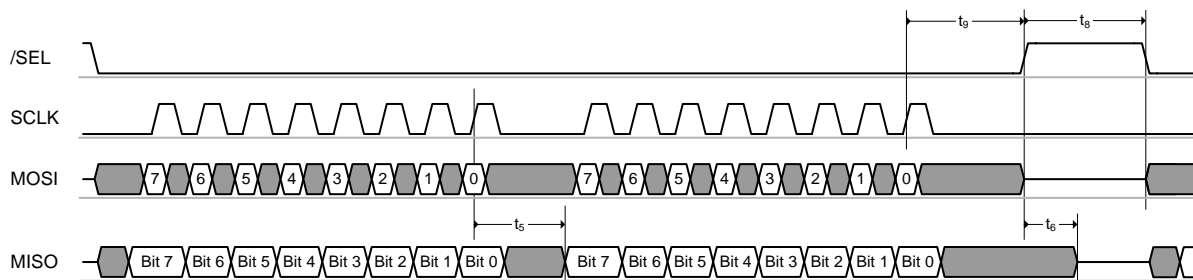 t₉ t₈
/SEL
SCLK
MOSI 7 6 5 4 3 2 1 0 7 6 5 4 3 2 1 0
t₅ t₆
MISO Bit 7 Bit 6 Bit 5 Bit 4 Bit 3 Bit 2 Bit 1 Bit 0 Bit 7 Bit 6 Bit 5 Bit 4 Bit 3 Bit 2 Bit 1 Bit 0